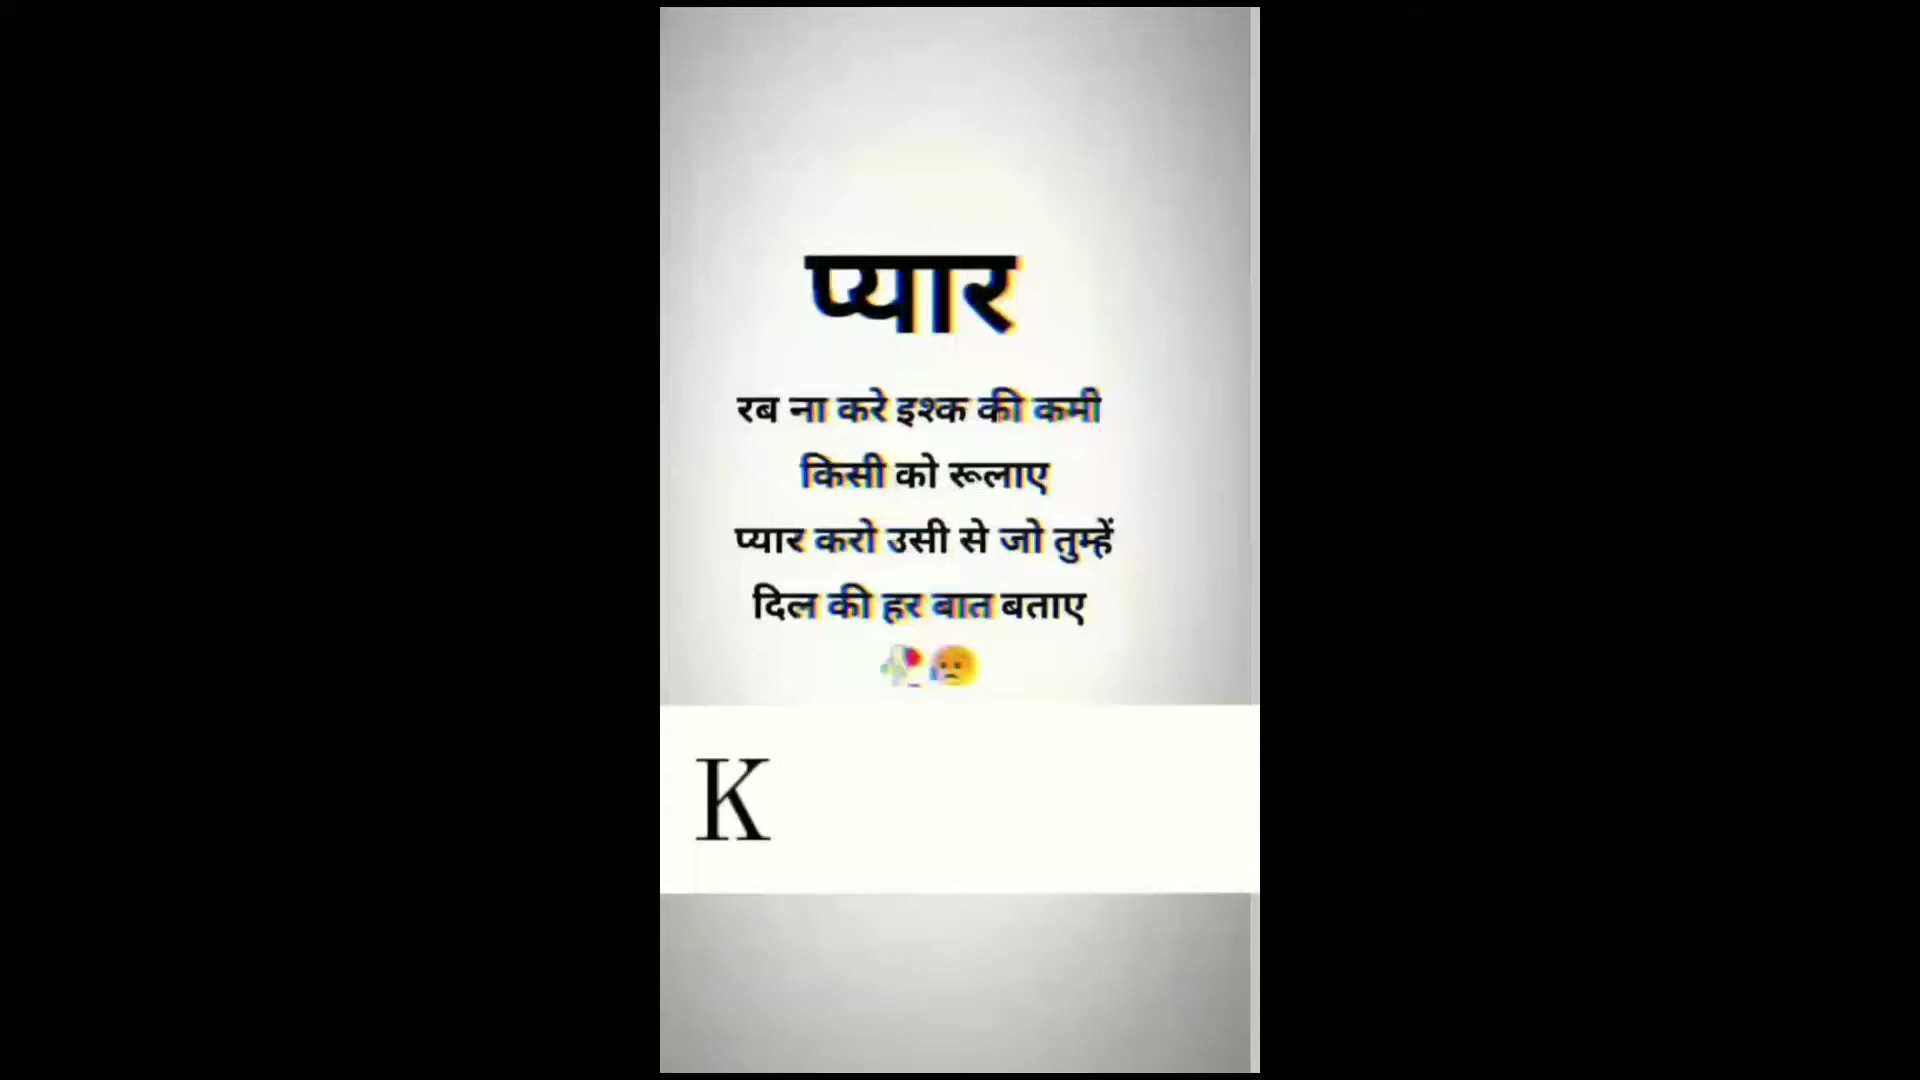 प्यार
रब ना करे इश्क की कमी
किसी को रूलाए
प्यार करो उसी से जो तुम्हें
दिल की हर बात बताए
🥀😥
K